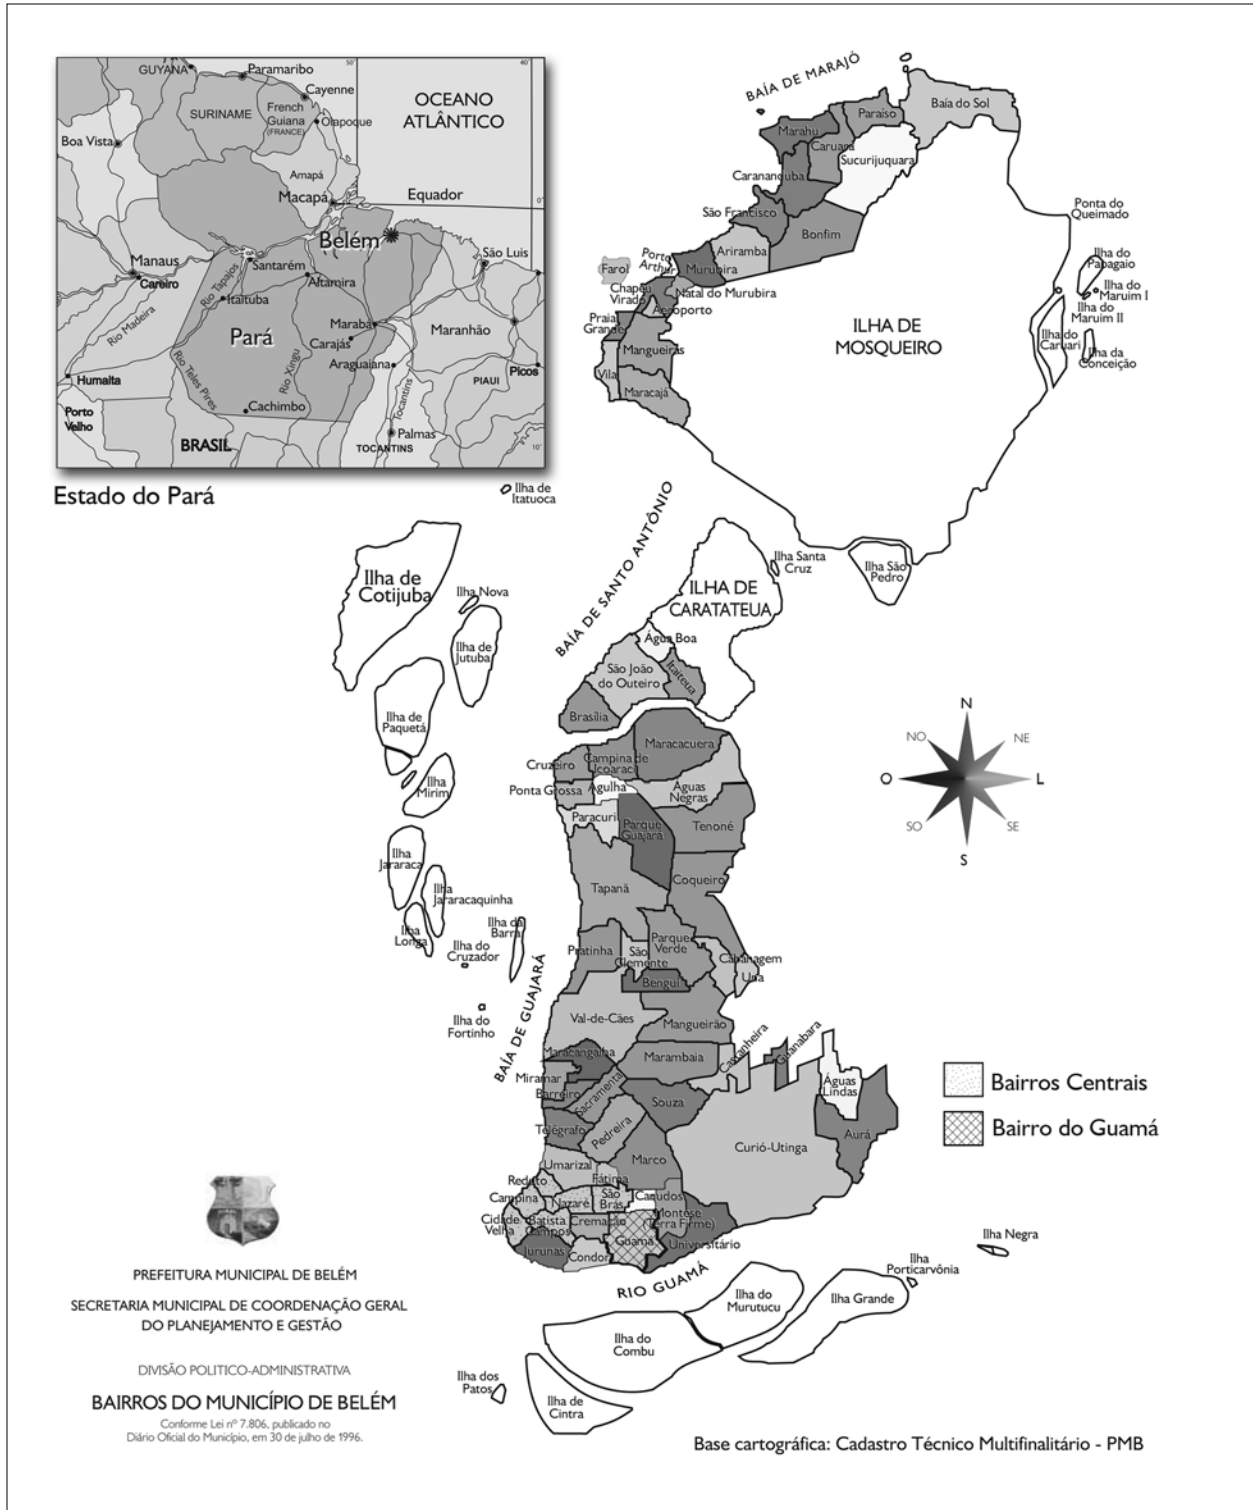 GUYANA
Paramaribo
50°
40°
Cayenne
SURINAME
French
Guiana
(FRANCE)
Oiapoque
OCEANO
ATLÂNTICO
Boa Vista
Amapá
Macapá
Equador
0°
Belém
São Luis
Manaus
Careiro
Santarém
Altamira
Rio Tapajos
Itaituba
Rio Madeira
Pará
Maraba
Carajás
Maranhão
Araguaiana
Rio Xingu
Rio Teles Pires
Humaita
PIAUI
Picos
Cachimbo
Tocantins
Porto
Velho
BRASIL
Palmas
TOCANTINS
10°
Estado do Pará
BAÍA DE MARAJÓ
Baía do Sol
Paraíso
Marahu
Caruara
Sucurijuquara
Carananduba
São Francisco
Bonfim
Ariramba
Porto
Arthur
Murubira
Farol
Chapéu
Virado
Natal do Murubira
Aeroporto
Praia
Grande
Mangueiras
Vila
Maracajá
ILHA DE
MOSQUEIRO
Ponta do
Queimado
Ilha do
Papagaio
Ilha do
Maruim I
Ilha do
Maruim II
Ilha do
Caruari
Ilha da
Conceição
Ilha de
Itatuoca
BAÍA DE SANTO ANTÔNIO
Ilha Santa
Cruz
Ilha São
Pedro
Ilha de
Cotijuba
Ilha Nova
Ilha de
Jutuba
ILHA DE
CARATATEUA
Água Boa
São João
do Outeiro
Itaiteua
Brasília
Ilha de
Paquetá
Ilha
Mirim
Maracacuera
Campina de
Icoaraci
Cruzeiro
Ponta Grossa
Agulha
Águas
Negras
Paracuri
Parque
Guajará
Tenoné
N
NO
NE
O
L
SO
SE
S
Ilha
Jararaca
Ilha
Jararacaquinha
Ilha
Longa
Ilha da
Barra
Ilha do
Cruzador
Ilha do
Fortinho
BAÍA DE GUAJARÁ
Tapanã
Coqueiro
Pratinha
São
Clemente
Parque
Verde
Cabanagem
Una
Benguí
Val-de-Cães
Mangueirão
Maracangalha
Marambaia
Castanheira
Guanabara
Miramar
Barreiro
Sacramenta
Souza
Águas
Lindas
Aurá
Telégrafo
Pedreira
Curió-Utinga
Umarizal
Marco
Fátima
Reduto
Campina
Nazaré
São
Brás
Canudos
Cidade
Velha
Batista
Campos
Cremação
Montese
(Terra Firme)
Guamá
Jurunas
Condor
Universitário
RIO GUAMÁ
Bairros Centrais
Bairro do Guamá
Ilha Negra
Ilha
Porticarvônia
Ilha Grande
Ilha do
Murutucu
Ilha do
Combu
Ilha dos
Patos
Ilha de
Cintra
PREFEITURA MUNICIPAL DE BELÉM
SECRETARIA MUNICIPAL DE COORDENAÇÃO GERAL
DO PLANEJAMENTO E GESTÃO
DIVISÃO POLITICO-ADMINISTRATIVA
BAIRROS DO MUNICÍPIO DE BELÉM
Conforme Lei nº 7.806, publicado no
Diário Oficial do Município, em 30 de julho de 1996.
Base cartográfica: Cadastro Técnico Multifinalitário - PMB